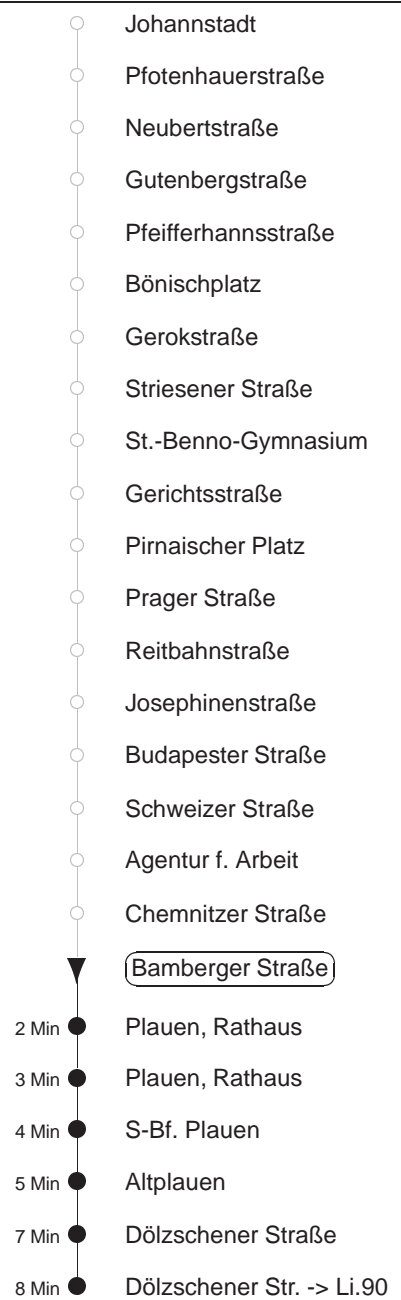 Johannstadt
Pfotenhauerstraße
Neubertstraße
Gutenbergstraße
Pfeifferhannsstraße
Bönischplatz
Gerokstraße
Striesener Straße
St.-Benno-Gymnasium
Gerichtsstraße
Pirnaischer Platz
Prager Straße
Reitbahnstraße
Josephinenstraße
Budapester Straße
Schweizer Straße
Agentur f. Arbeit
Chemnitzer Straße
Bamberger Straße
2 Min Plauen, Rathaus
3 Min Plauen, Rathaus
4 Min S-Bf. Plauen
5 Min Altplauen
7 Min Dölzschener Straße
8 Min Dölzschener Str. -> Li.90